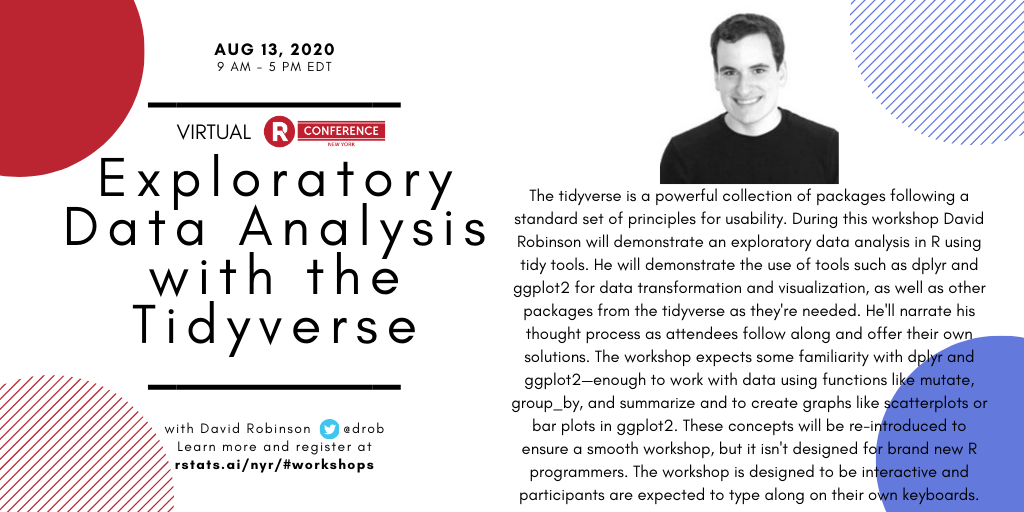 AUG 13, 2020
9 AM - 5 PM EDT
VIRTUAL R CONFERENCE
NEW YORK
Exploratory
Data Analysis
with the
Tidyverse
with David Robinson @drob
Learn more and register at
rstats.ai/nyr/#workshops
The tidyverse is a powerful collection of packages following a
standard set of principles for usability. During this workshop David
Robinson will demonstrate an exploratory data analysis in R using
tidy tools. He will demonstrate the use of tools such as dplyr and
ggplot2 for data transformation and visualization, as well as other
packages from the tidyverse as they're needed. He'll narrate his
thought process as attendees follow along and offer their own
solutions. The workshop expects some familiarity with dplyr and
ggplot2—enough to work with data using functions like mutate,
group_by, and summarize and to create graphs like scatterplots or
bar plots in ggplot2. These concepts will be re-introduced to
ensure a smooth workshop, but it isn't designed for brand new R
programmers. The workshop is designed to be interactive and
participants are expected to type along on their own keyboards.